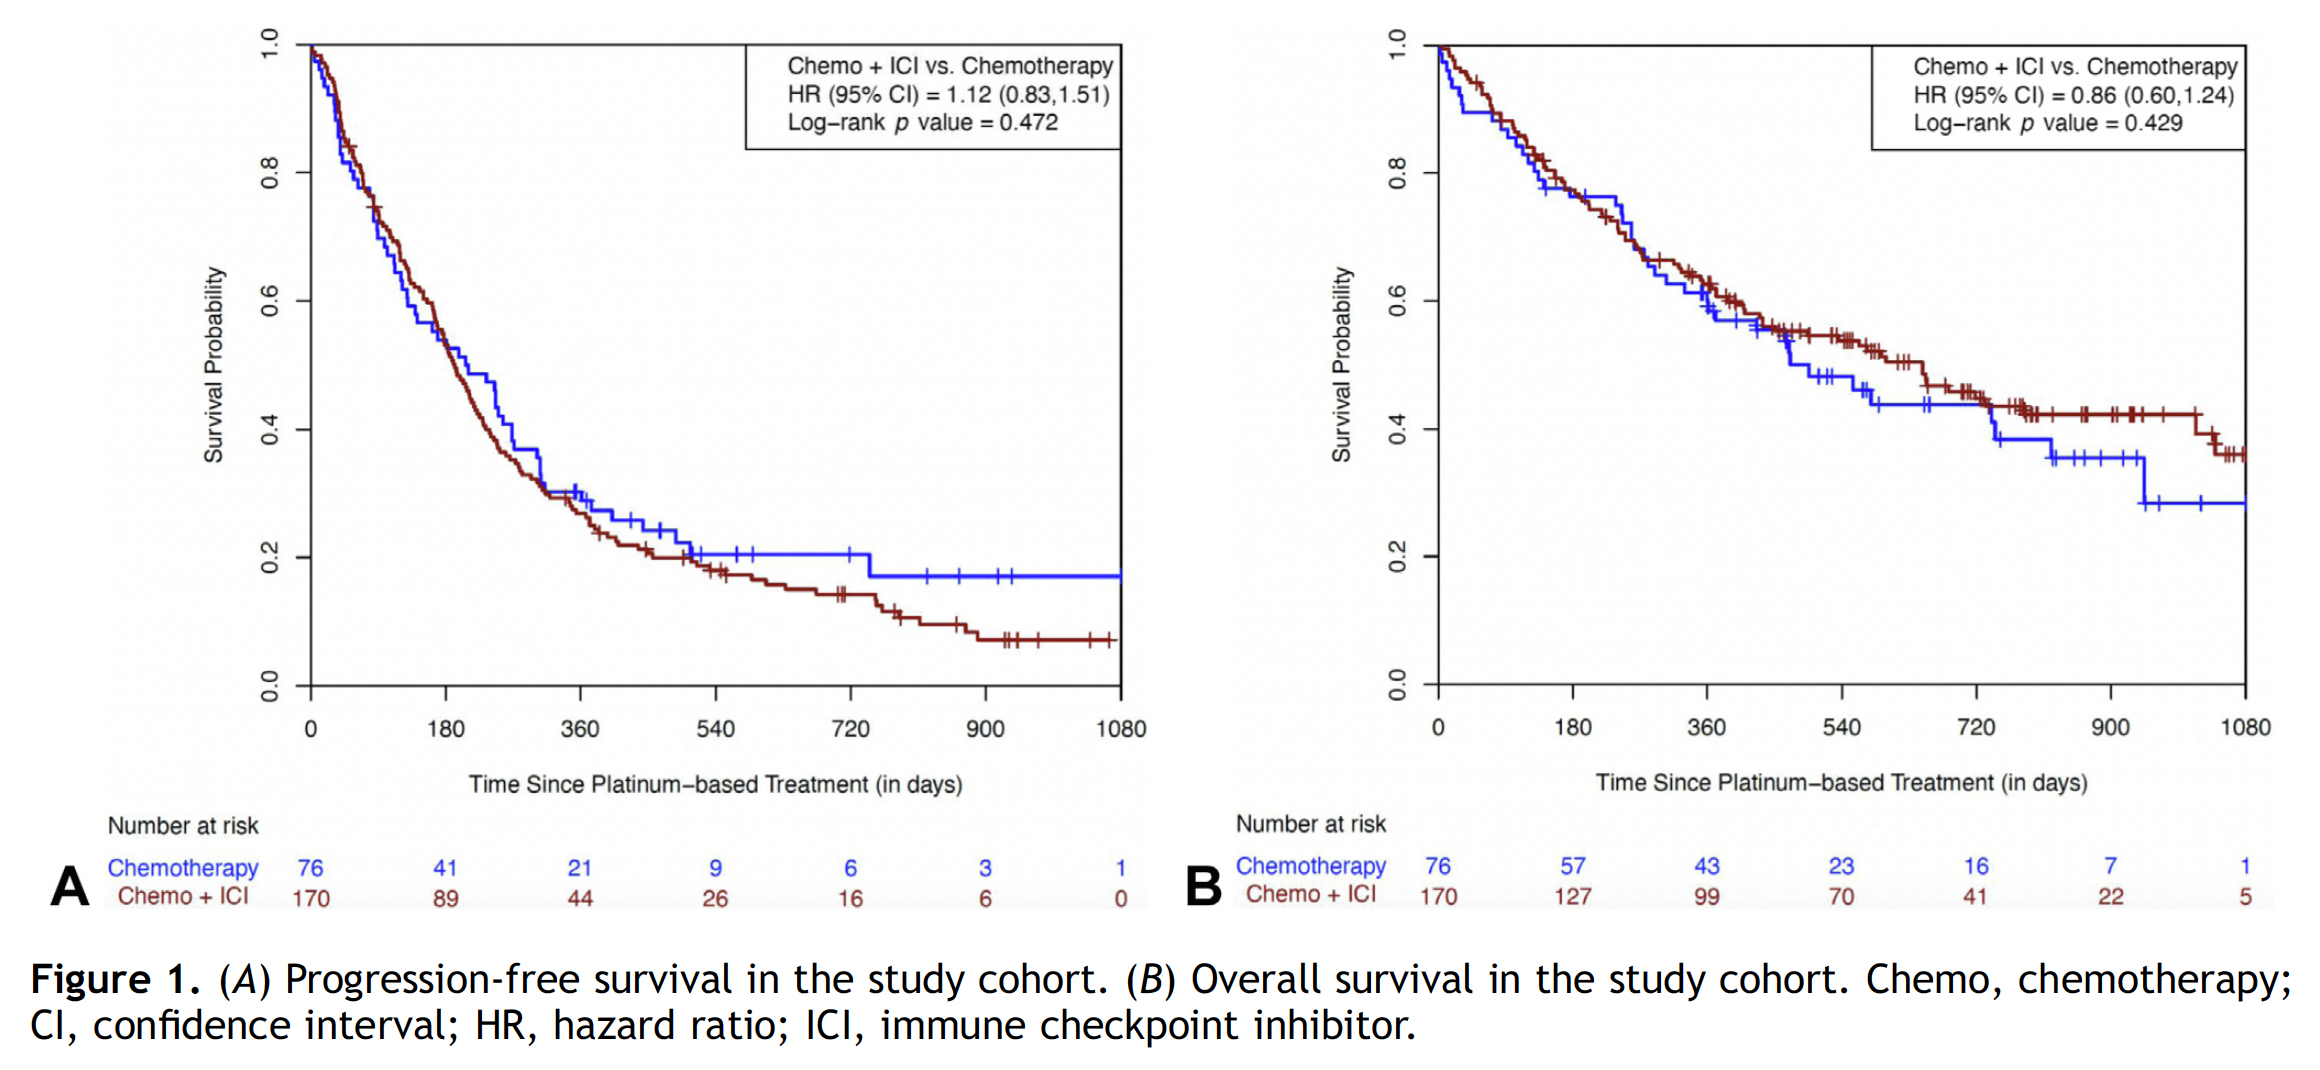 Chemo + ICI vs. Chemotherapy
HR (95% CI) = 1.12 (0.83,1.51)
Log−rank p value = 0.472
Survival Probability
1.0
0.8
0.6
0.4
0.2
0.0
0 180 360 540 720 900 1080
Time Since Platinum−based Treatment (in days)
Number at risk
Chemotherapy 76 41 21 9 6 3 1
Chemo + ICI 170 89 44 26 16 6 0
A
Chemo + ICI vs. Chemotherapy
HR (95% CI) = 0.86 (0.60,1.24)
Log−rank p value = 0.429
Survival Probability
1.0
0.8
0.6
0.4
0.2
0.0
0 180 360 540 720 900 1080
Time Since Platinum−based Treatment (in days)
Number at risk
Chemotherapy 76 57 43 23 16 7 1
Chemo + ICI 170 127 99 70 41 22 5
B
Figure 1. (A) Progression-free survival in the study cohort. (B) Overall survival in the study cohort. Chemo, chemotherapy;
CI, confidence interval; HR, hazard ratio; ICI, immune checkpoint inhibitor.